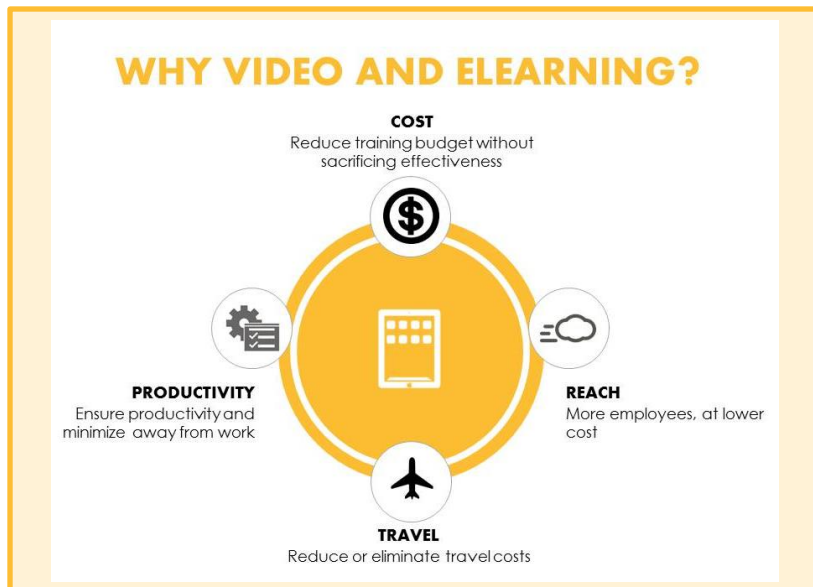 WHY VIDEO AND ELEARNING?
COST
Reduce training budget without
sacrificing effectiveness
$
PRODUCTIVITY
Ensure productivity and
minimize away from work
REACH
More employees, at lower
cost
TRAVEL
Reduce or eliminate travel costs